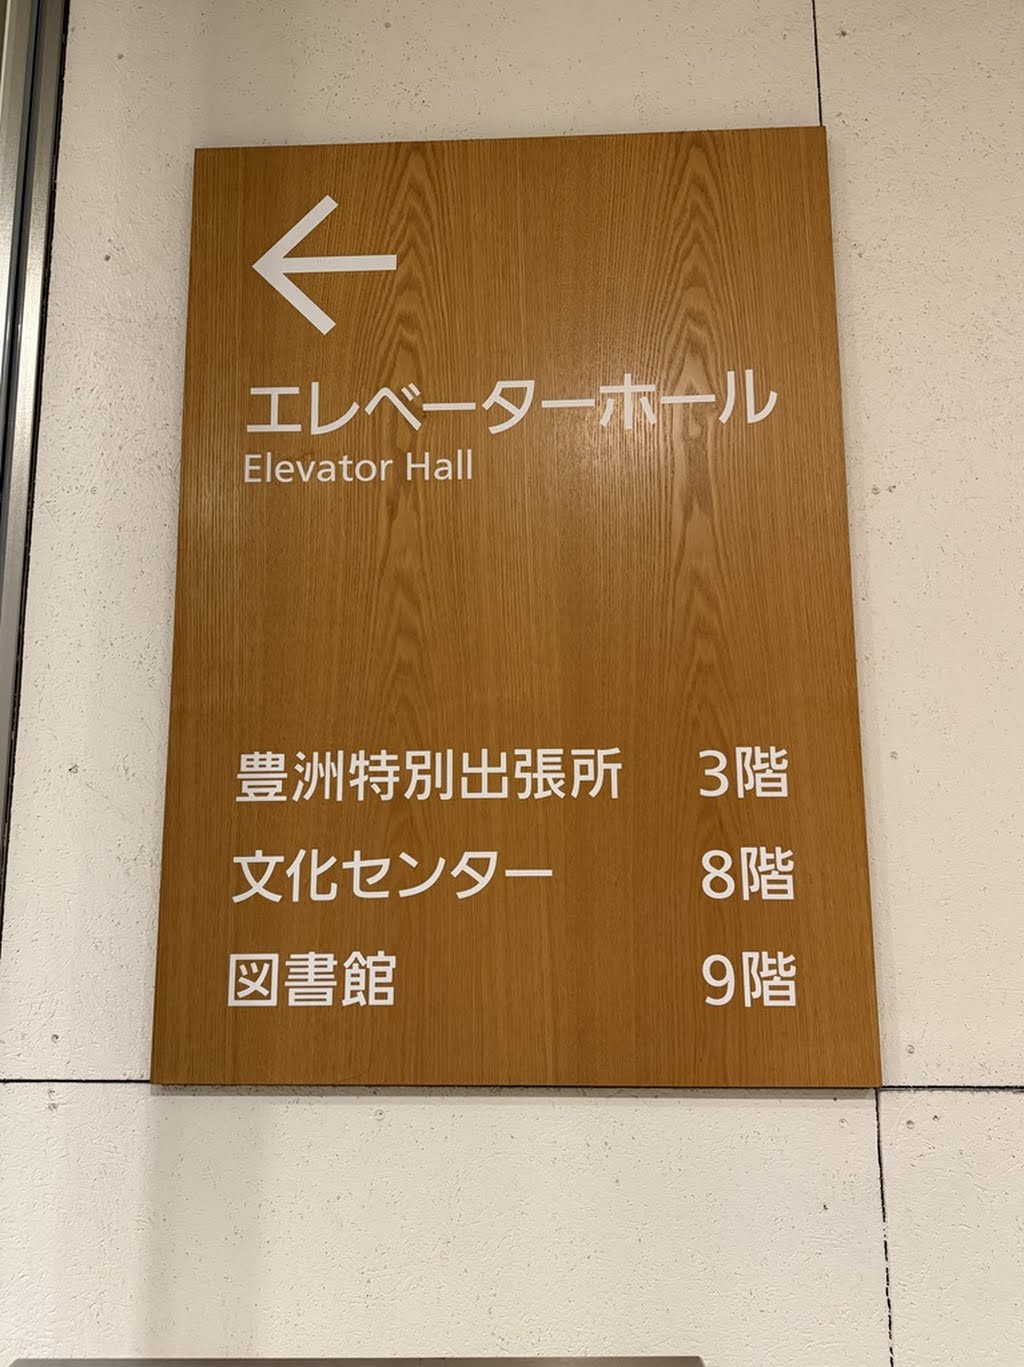 ←
エレベーターホール
Elevator Hall
豊洲特別出張所 3階
文化センター 8階
図書館 9階